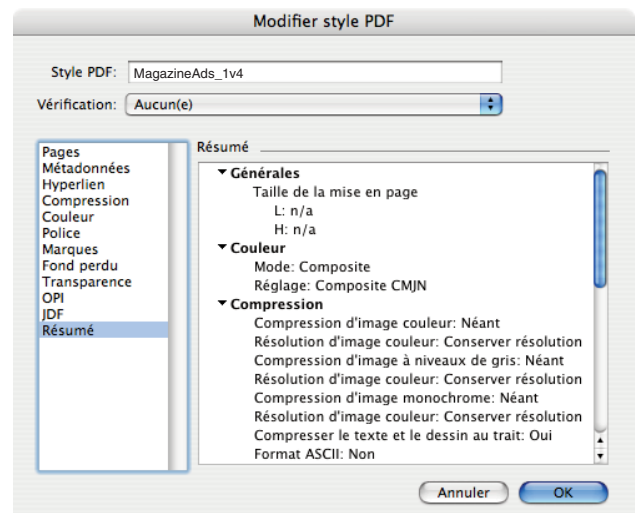 Modifier style PDF
Style PDF: MagazineAds_1v4
Vérification: Aucun(e)
Pages
Métadonnées
Hyperlien
Compression
Couleur
Police
Marques
Fond perdu
Transparence
OPI
JDF
Résumé
Résumé
Générales
Taille de la mise en page
L: n/a
H: n/a
Couleur
Mode: Composite
Réglage: Composite CMJN
Compression
Compression d'image couleur: Néant
Résolution d'image couleur: Conserver résolution
Compression d'image à niveaux de gris: Néant
Résolution d'image couleur: Conserver résolution
Compression d'image monochrome: Néant
Résolution d'image couleur: Conserver résolution
Compresser le texte et le dessin au trait: Oui
Format ASCII: Non
Annuler
OK